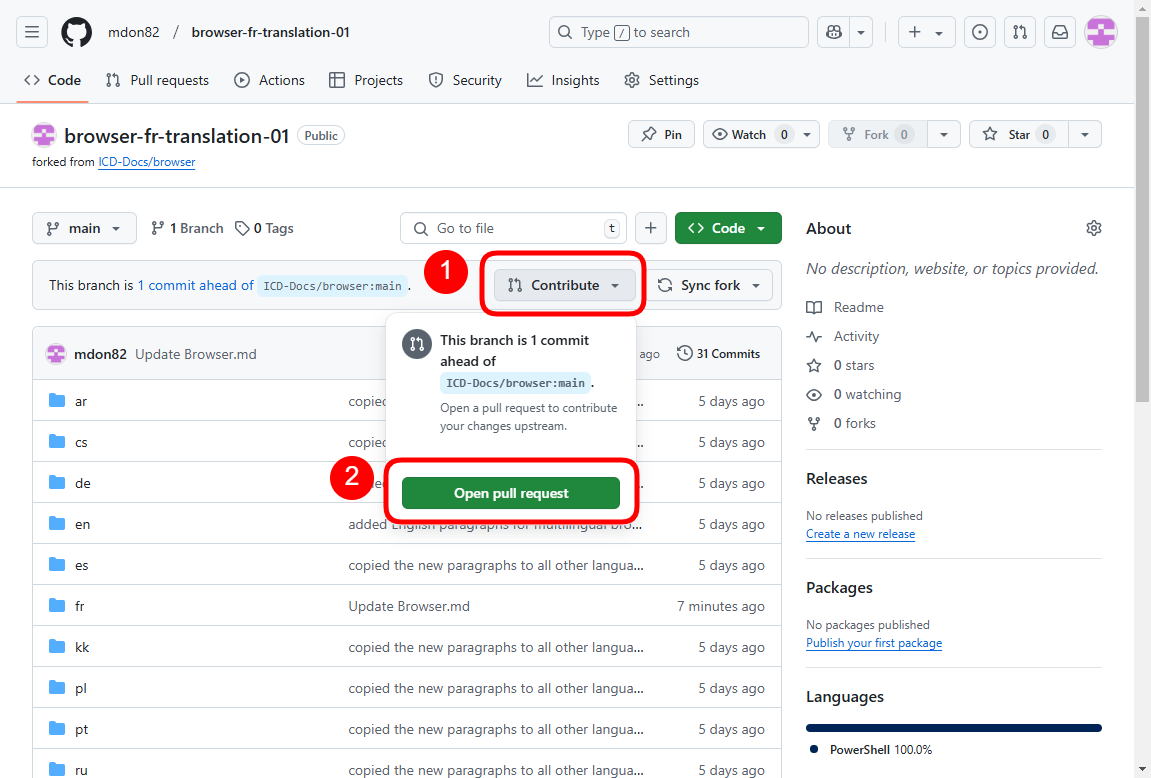 mdon82 / browser-fr-translation-01
Type / to search
Code Pull requests Actions Projects Security Insights Settings
browser-fr-translation-01 Public
Pin Watch 0 Fork 0 Star 0
forked from ICD-Docs/browser
main 1 Branch 0 Tags
Go to file t
Code
This branch is 1 commit ahead of ICD-Docs/browser:main .
1
Contribute
Sync fork
This branch is 1 commit
ahead of
ICD-Docs/browser:main .
Open a pull request to contribute
your changes upstream.
2
Open pull request
mdon82 Update Browser.md ago 31 Commits
ar copied ... 5 days ago
cs copied ... 5 days ago
de 5 days ago
en added English paragraphs for multilingual bro... 5 days ago
es copied the new paragraphs to all other langua... 5 days ago
fr Update Browser.md 7 minutes ago
kk copied the new paragraphs to all other langua... 5 days ago
pl copied the new paragraphs to all other langua... 5 days ago
pt copied the new paragraphs to all other langua... 5 days ago
ru copied the new paragraphs to all other langua... 5 days ago
About
No description, website, or topics provided.
Readme
Activity
0 stars
0 watching
0 forks
Releases
No releases published
Create a new release
Packages
No packages published
Publish your first package
Languages
PowerShell 100.0%